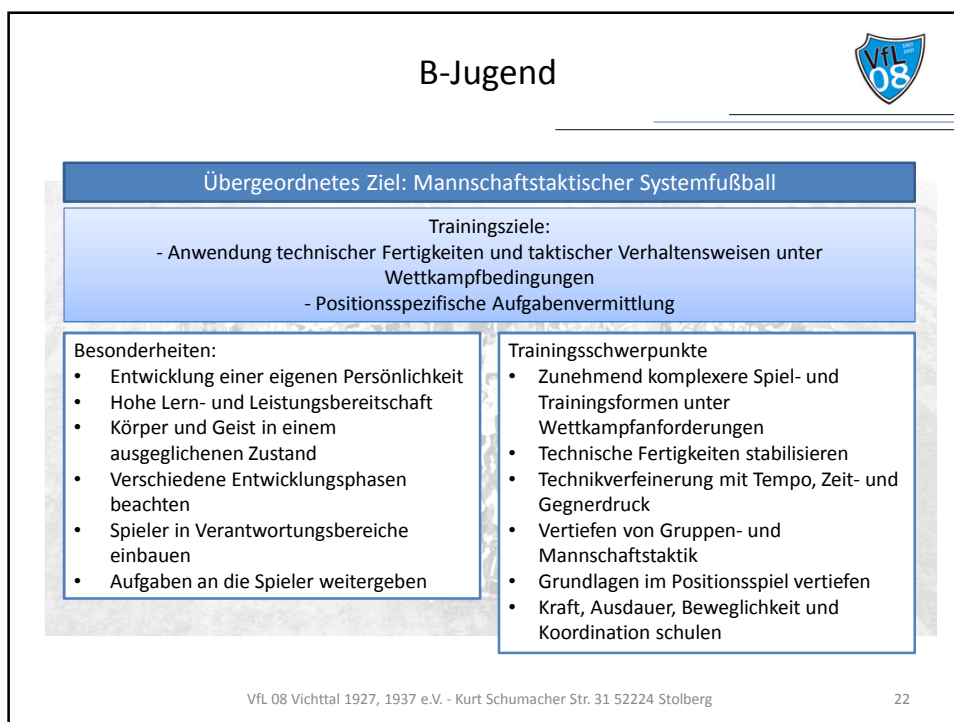 B-Jugend
VfL
1927
1937
08
Übergeordnetes Ziel: Mannschaftstaktischer Systemfußball
Trainingsziele:
- Anwendung technischer Fertigkeiten und taktischer Verhaltensweisen unter
Wettkampfbedingungen
- Positionsspezifische Aufgabenvermittlung
Besonderheiten:
• Entwicklung einer eigenen Persönlichkeit
• Hohe Lern- und Leistungsbereitschaft
• Körper und Geist in einem
ausgeglichenen Zustand
• Verschiedene Entwicklungsphasen
beachten
• Spieler in Verantwortungsbereiche
einbauen
• Aufgaben an die Spieler weitergeben
Trainingsschwerpunkte
• Zunehmend komplexere Spiel- und
Trainingsformen unter
Wettkampfanforderungen
• Technische Fertigkeiten stabilisieren
• Technikverfeinerung mit Tempo, Zeit- und
Gegnerdruck
• Vertiefen von Gruppen- und
Mannschaftstaktik
• Grundlagen im Positionsspiel vertiefen
• Kraft, Ausdauer, Beweglichkeit und
Koordination schulen
VfL 08 Vichttal 1927, 1937 e.V. - Kurt Schumacher Str. 31 52224 Stolberg
22